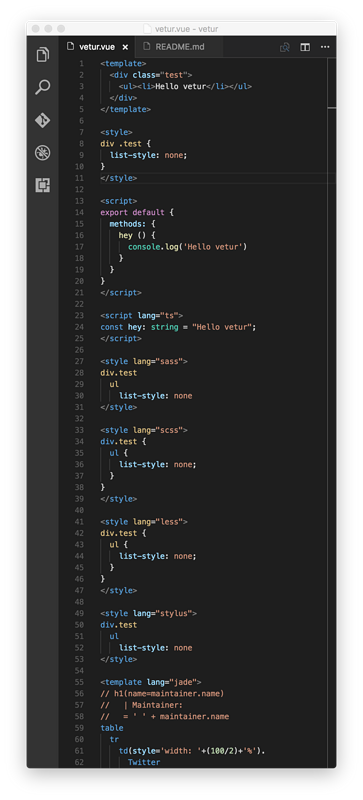 vetur.vue - vetur
vetur.vue × README.md
1 <template>
2   <div class="test">
3     <ul><li>Hello vetur</li></ul>
4   </div>
5 </template>
6
7 <style>
8 div .test {
9   list-style: none;
10 }
11 </style>
12
13 <script>
14 export default {
15   methods: {
16     hey () {
17       console.log('Hello vetur')
18     }
19   }
20 }
21 </script>
22
23 <script lang="ts">
24 const hey: string = "Hello vetur";
25 </script>
26
27 <style lang="sass">
28 div.test
29   ul
30     list-style: none
31 </style>
32
33 <style lang="scss">
34 div.test {
35   ul {
36     list-style: none;
37   }
38 }
39 </style>
40
41 <style lang="less">
42 div.test {
43   ul {
44     list-style: none;
45   }
46 }
47 </style>
48
49 <style lang="stylus">
50 div.test
51   ul
52     list-style: none
53 </style>
54
55 <template lang="jade">
56 // h1(name=maintainer.name)
57 //   | Maintainer:
58 //   = ' ' + maintainer.name
59 table
60   tr
61     td(style='width: '+(100/2)+'%').
62       Twitter